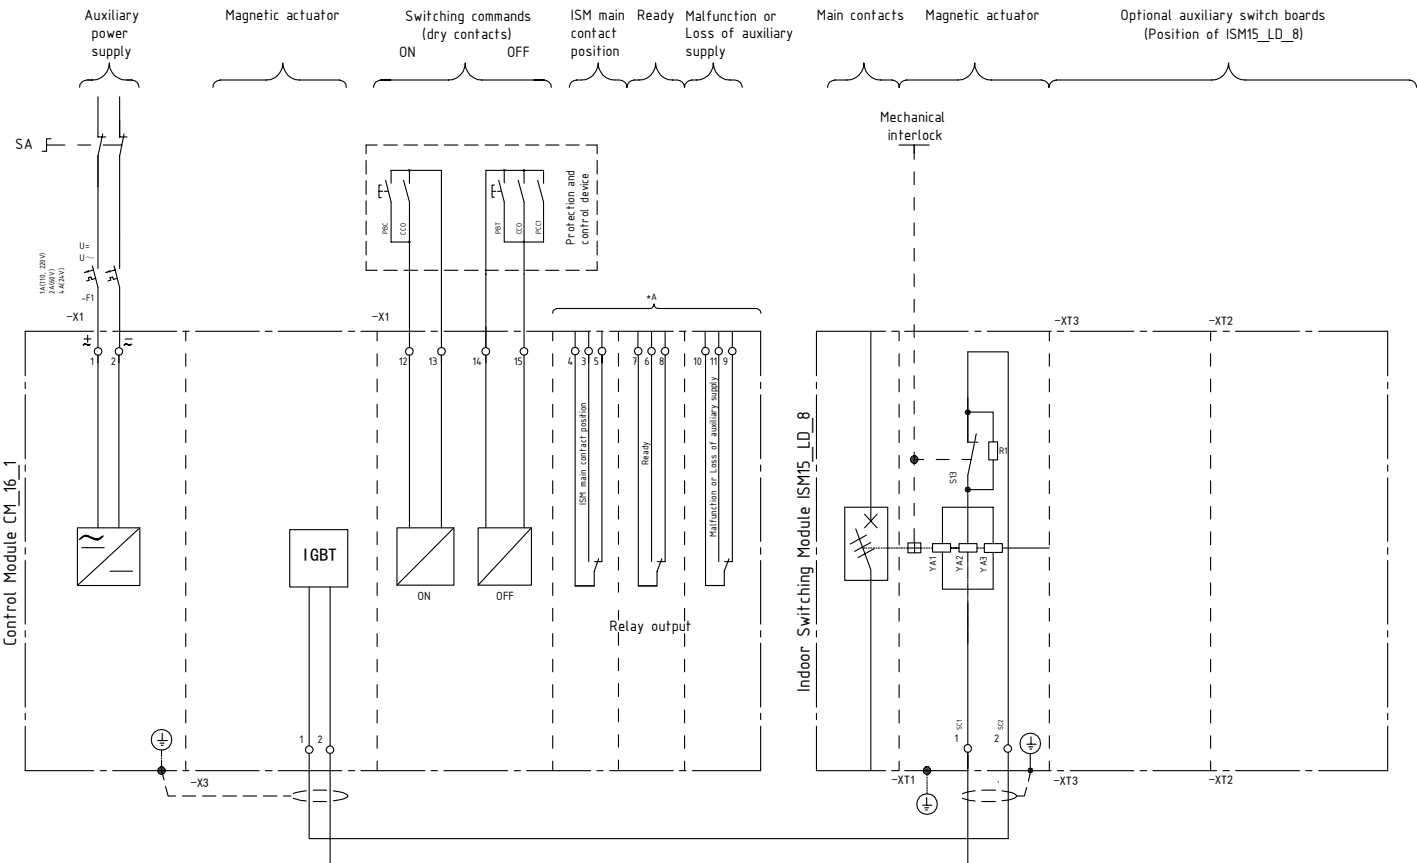 Auxiliary
power
supply
Magnetic actuator
Switching commands
(dry contacts)
ON
OFF
ISM main
contact
position
Ready
Malfunction or
Loss of auxiliary
supply
Main contacts
Magnetic actuator
Optional auxiliary switch boards
(Position of ISM15_LD_8)
Mechanical
interlock
SA
PBC
CCO
PBT
CCO
PCC1
Protection and
control device
U=
U~
1A(110, 220V)
2A(60V)
4A(24V)
-F1
*A
-X1
-X1
-XT3
-XT2
1
2
12
13
14
15
4
3
5
7
6
8
10
11
9
ISM main contact position
Ready
Malfunction or Loss of auxiliary supply
S13
R1
Control Module CM_16_1
Indoor Switching Module ISM15_LD_8
IGBT
ON
OFF
YA1
YA2
YA3
Relay output
SC1
SC2
1
2
1
2
-X3
-XT1
-XT3
-XT2